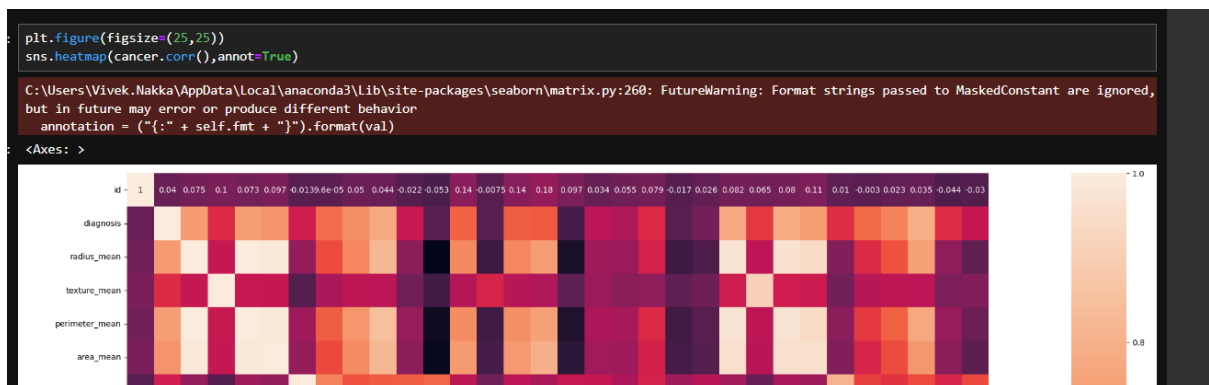 : plt.figure(figsize=(25,25))
sns.heatmap(cancer.corr(),annot=True)
C:\Users\Vivek.Nakka\AppData\Local\anaconda3\Lib\site-packages\seaborn\matrix.py:260: FutureWarning: Format strings passed to MaskedConstant are ignored,
but in future may error or produce different behavior
annotation = ("{:" + self.fmt + "}").format(val)
: <Axes: >
id - 1 0.04 0.075 0.1 0.073 0.097 -0.0139.6e-05 0.05 0.044 -0.022 -0.053 0.14 -0.0075 0.14 0.18 0.097 0.034 0.055 0.079 -0.017 0.026 0.082 0.065 0.08 0.11 0.01 -0.003 0.023 0.035 -0.044 -0.03 - 1.0
diagnosis -
radius_mean -
texture_mean -
perimeter_mean -
area_mean - - 0.8